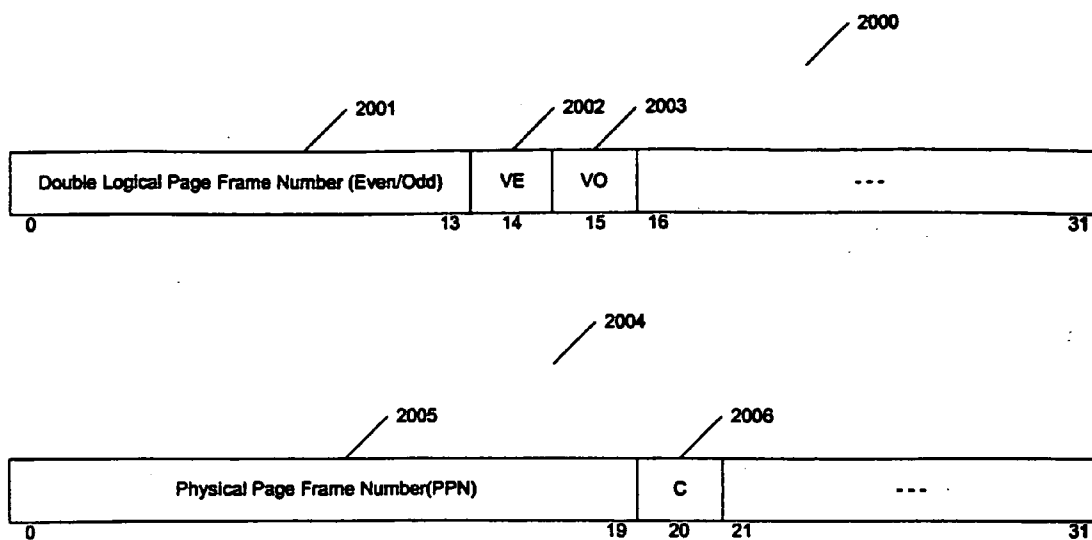 2000
2001
2002
2003
Double Logical Page Frame Number (Even/Odd) VE VO ---
0 13 14 15 16 31
2004
2005
2006
Physical Page Frame Number(PPN) C ---
0 19 20 21 31